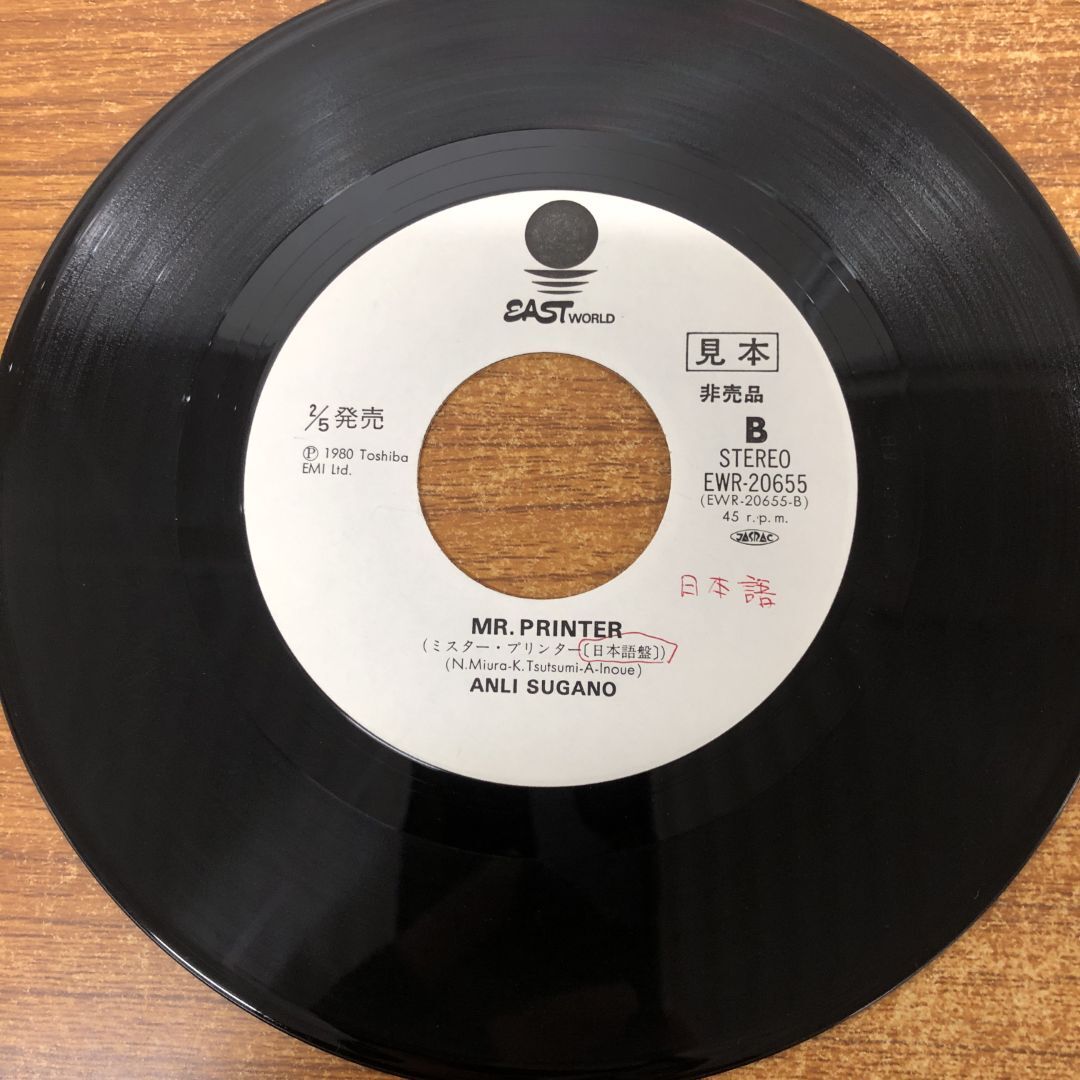 EAST WORLD
見本
非売品
2/5発売
B
STEREO
℗ 1980 Toshiba
EMI Ltd.
EWR-20655
(EWR-20655-B)
45 r.p.m.
JASRAC
日本語
MR. PRINTER
(ミスター・プリンター〔日本語盤〕)
(N.Miura-K.Tsutsumi-A-Inoue)
ANLI SUGANO